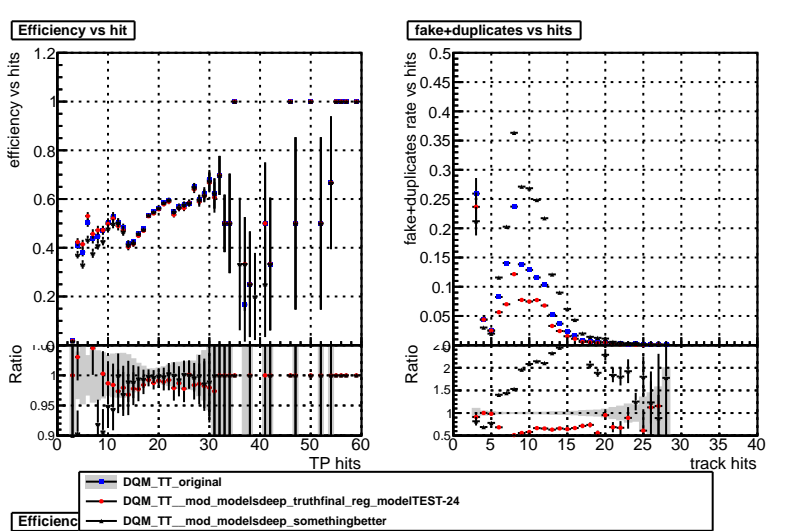 Efficiency vs hit
fake+duplicates vs hits
efficiency vs hits
1.2
1
0.8
0.6
0.4
0.2
Ratio
1
0.95
0.9
0 10 20 30 40 50 60
TP hits
fake+duplicates rate vs hits
0.5
0.45
0.4
0.35
0.3
0.25
0.2
0.15
0.1
0.05
Ratio
2
1.5
1
0.5
0 5 10 15 20 25 30 35 40
track hits
DQM_TT_original
DQM_TT__mod_modelsdeep_truthfinal_reg_modelTEST-24
DQM_TT__mod_modelsdeep_somethingbetter
Efficienc